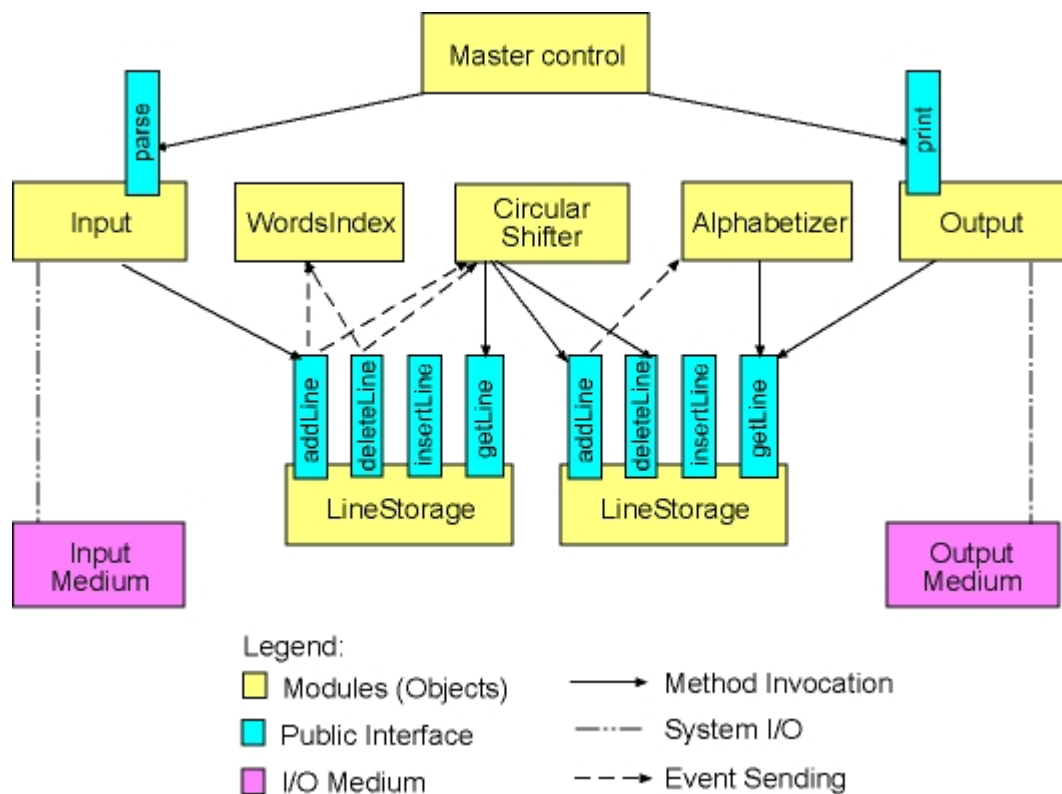 Master control
parse
print
Input
WordsIndex
Circular
Shifter
Alphabetizer
Output
addLine
deleteLine
insertLine
getLine
addLine
deleteLine
insertLine
getLine
LineStorage
LineStorage
Input
Medium
Output
Medium
Legend:
Modules (Objects)
Method Invocation
Public Interface
System I/O
I/O Medium
Event Sending